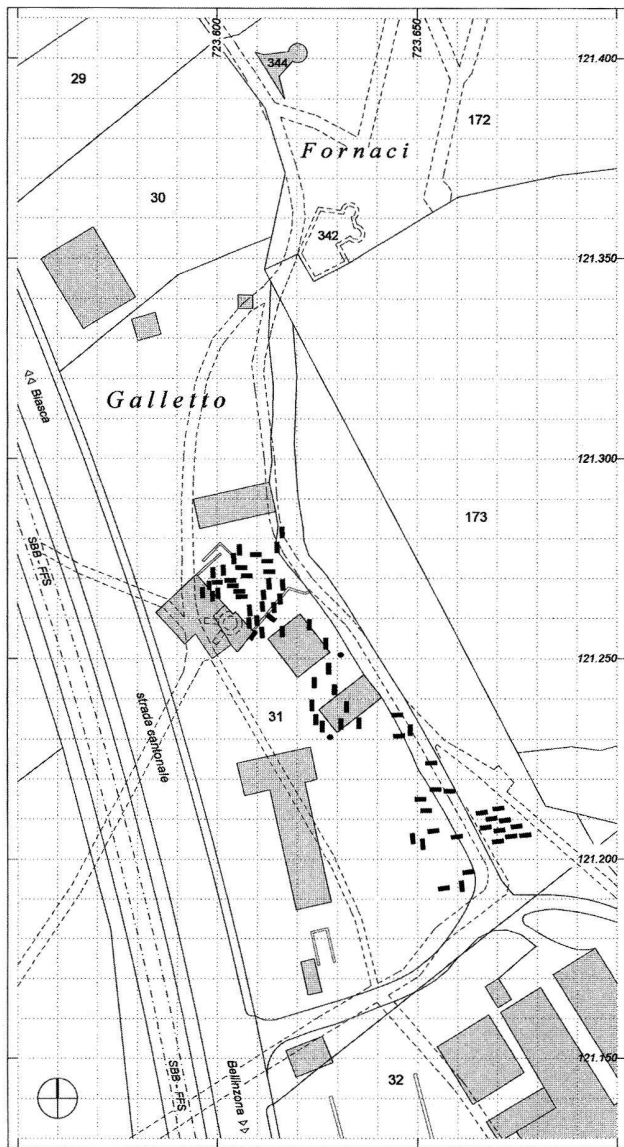 723.600
723.650
121.400
344
29
172
Fornaci
30
342
121.350
◁◁ Biasca
Galletto
121.300
173
SBB - FFS
121.250
strada cantonale
31
121.200
121.150
SBB - FFS
Bellinzona ▷▷
32